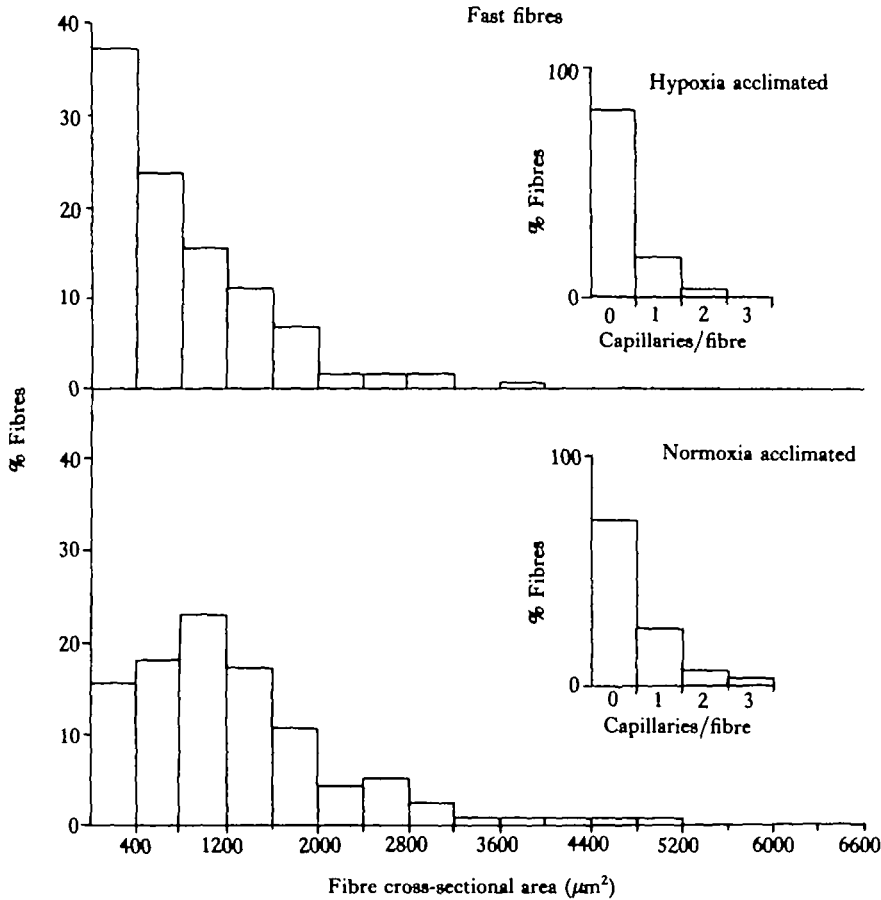 Fast fibres
40
30
20
10
0
% Fibres
Hypoxia acclimated
100
0
% Fibres
0 1 2 3
Capillaries/fibre
40
30
20
10
0
Normoxia acclimated
100
0
% Fibres
0 1 2 3
Capillaries/fibre
400 1200 2000 2800 3600 4400 5200 6000 6600
Fibre cross-sectional area (μm²)